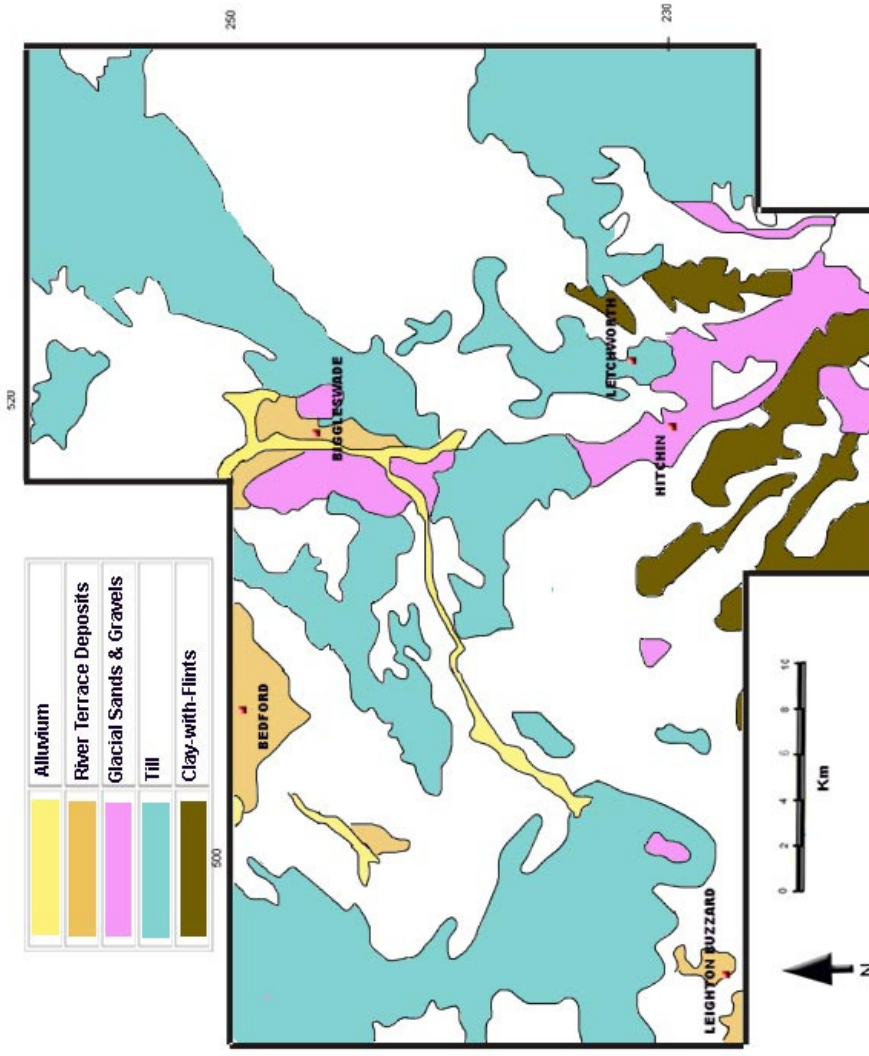 520
250
230
Alluvium
River Terrace Deposits
Glacial Sands & Gravels
Till
Clay-with-Flints
500
BIGGLESWADE
LETCHWORTH
HITCHIN
BEDFORD
LEIGHTON BUZZARD
0 2 4 6 8 10
Km
N